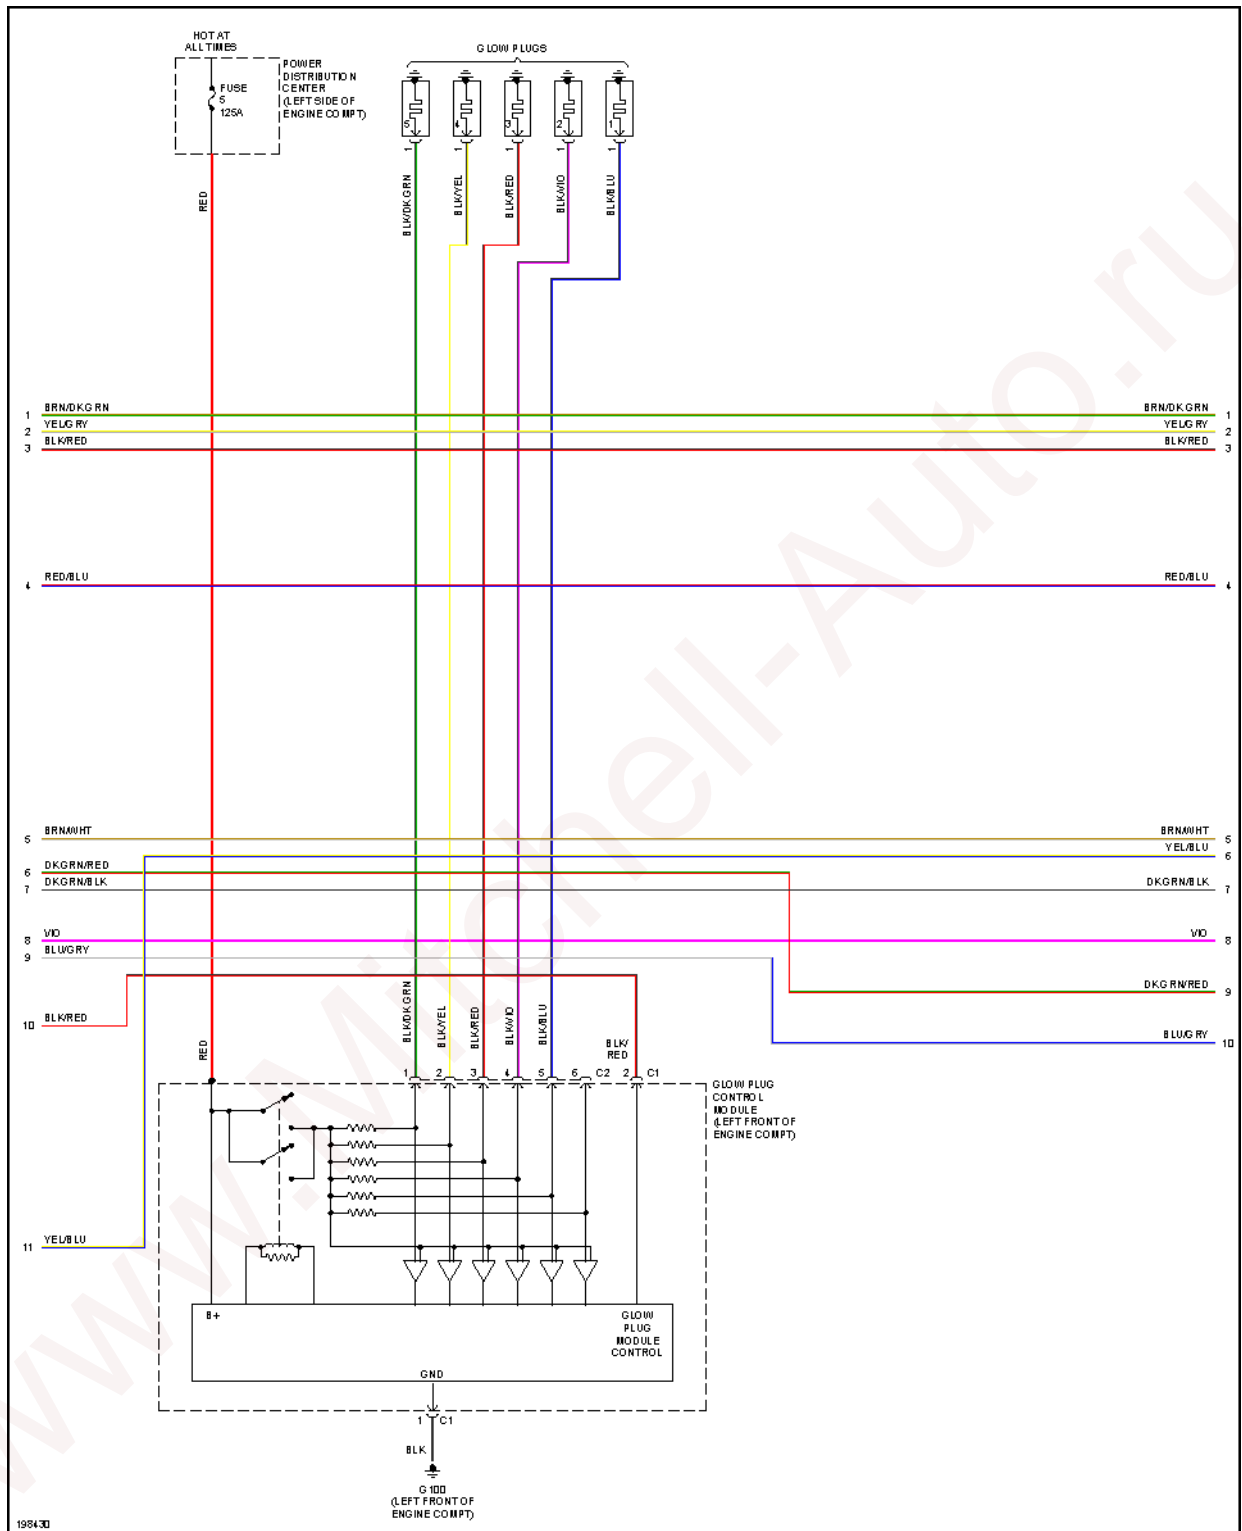 HOT AT
ALL TIMES
POWER
DISTRIBUTION
CENTER
(LEFT SIDE OF
ENGINE COMPT)
FUSE
5
125A
GLOW PLUGS
5 4 3 2 1
1 1 1 1 1
RED
BLK/DKGRN
BLK/YEL
BLK/RED
BLK/VIO
BLK/BLU
1 BRN/DKGRN BRN/DKGRN 1
2 YEL/GRY YEL/GRY 2
3 BLK/RED BLK/RED 3
4 RED/BLU RED/BLU 4
5 BRN/WHT BRN/WHT 5
YEL/BLU 6
6 DKGRN/RED
7 DKGRN/BLK DKGRN/BLK 7
8 VIO VIO 8
9 BLU/GRY
DKGRN/RED 9
10 BLK/RED
BLU/GRY 10
RED
BLK/DKGRN
BLK/YEL
BLK/RED
BLK/VIO
BLK/BLU
BLK/
RED
1 2 3 4 5 6 C2 2 C1
GLOW PLUG
CONTROL
MODULE
(LEFT FRONT OF
ENGINE COMPT)
11 YEL/BLU
B+
GLOW
PLUG
MODULE
CONTROL
GND
1 C1
BLK
G100
(LEFT FRONT OF
ENGINE COMPT)
198430
www.Mitchell-Auto.ru